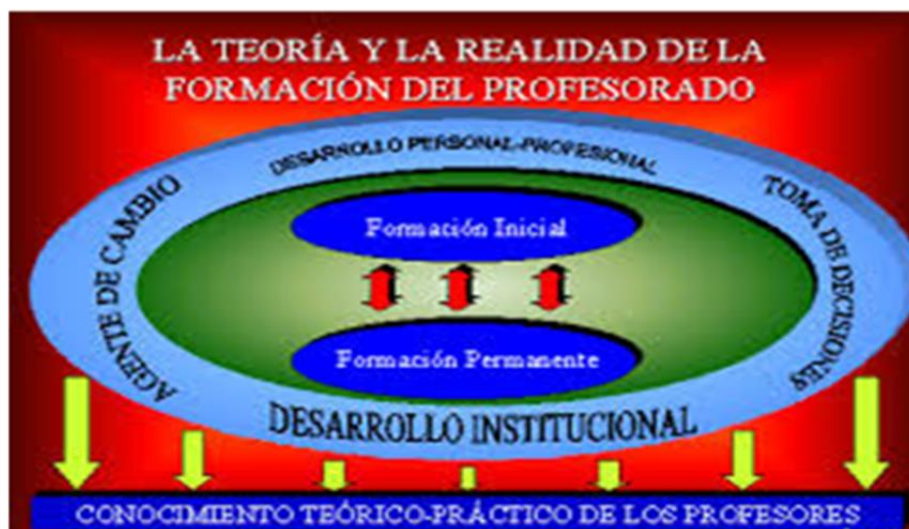 LA TEORÍA Y LA REALIDAD DE LA
FORMACIÓN DEL PROFESORADO
DESARROLLO PERSONAL-PROFESIONAL
AGENTE DE CAMBIO
TOMA DE DECISIONES
Formación Inicial
Formación Permanente
DESARROLLO INSTITUCIONAL
CONOCIMIENTO TEÓRICO-PRÁCTICO DE LOS PROFESORES